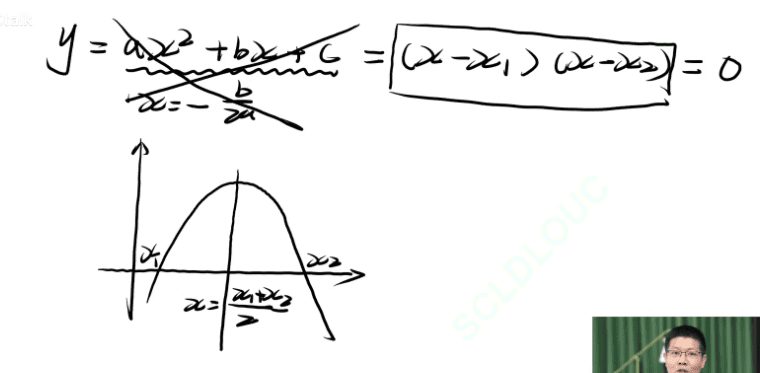 y = ax² + bx + c = (x - x₁)(x - x₂) = 0
x = - b/2a
x₁
x₂
x = x₁+x₂/2
SCLDLOUC